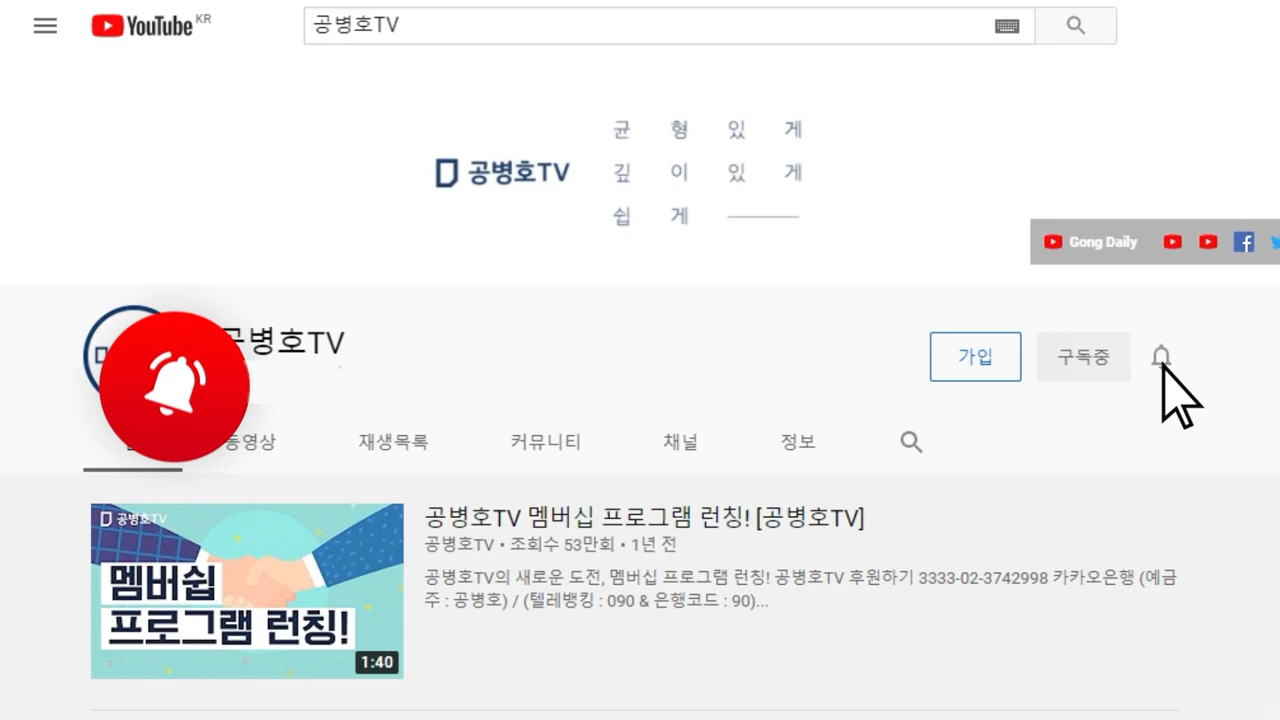 YouTube KR
공병호TV
균 형 있 게
공병호TV
깊 이 있 게
쉽 게
Gong Daily
공병호TV
가입
구독중
동영상
재생목록
커뮤니티
채널
정보
공병호TV
멤버쉽
프로그램 런칭!
1:40
공병호TV 멤버십 프로그램 런칭! [공병호TV]
공병호TV • 조회수 53만회 • 1년 전
공병호TV의 새로운 도전, 멤버십 프로그램 런칭! 공병호TV 후원하기 3333-02-3742998 카카오은행 (예금
주 : 공병호) / (텔레뱅킹 : 090 & 은행코드 : 90)...